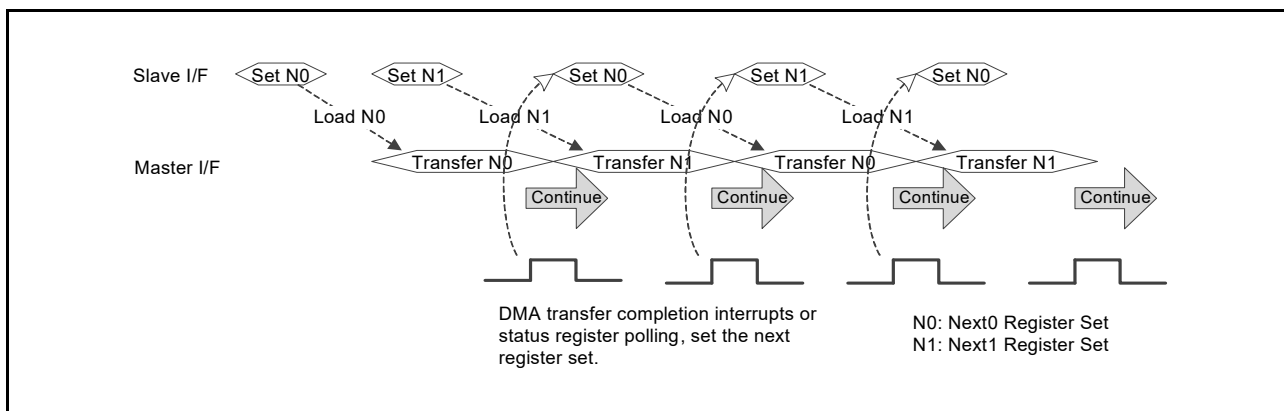 Slave I/F
Set N0
Set N1
Set N0
Set N1
Set N0
Load N0
Load N1
Load N0
Load N1
Master I/F
Transfer N0
Transfer N1
Transfer N0
Transfer N1
Continue
Continue
Continue
Continue
DMA transfer completion interrupts or
status register polling, set the next
register set.
N0: Next0 Register Set
N1: Next1 Register Set